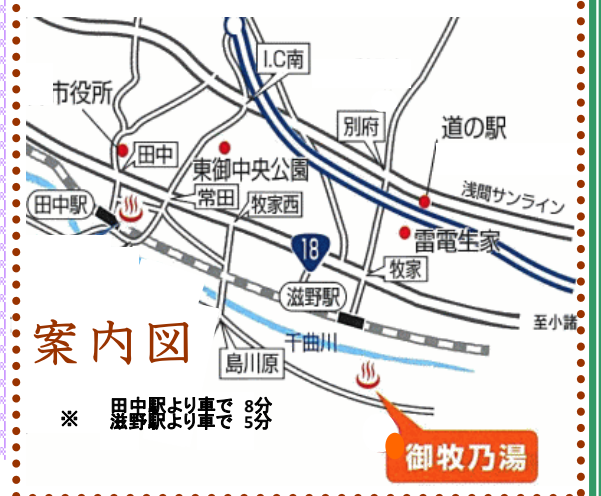 I.C南
市役所
別府
道の駅
田中
東御中央公園
浅間サンライン
田中駅
常田
牧家西
雷電生家
18
牧家
滋野駅
至小諸
千曲川
案内図
島川原
※ 田中駅より車で 8分
滋野駅より車で 5分
御牧乃湯